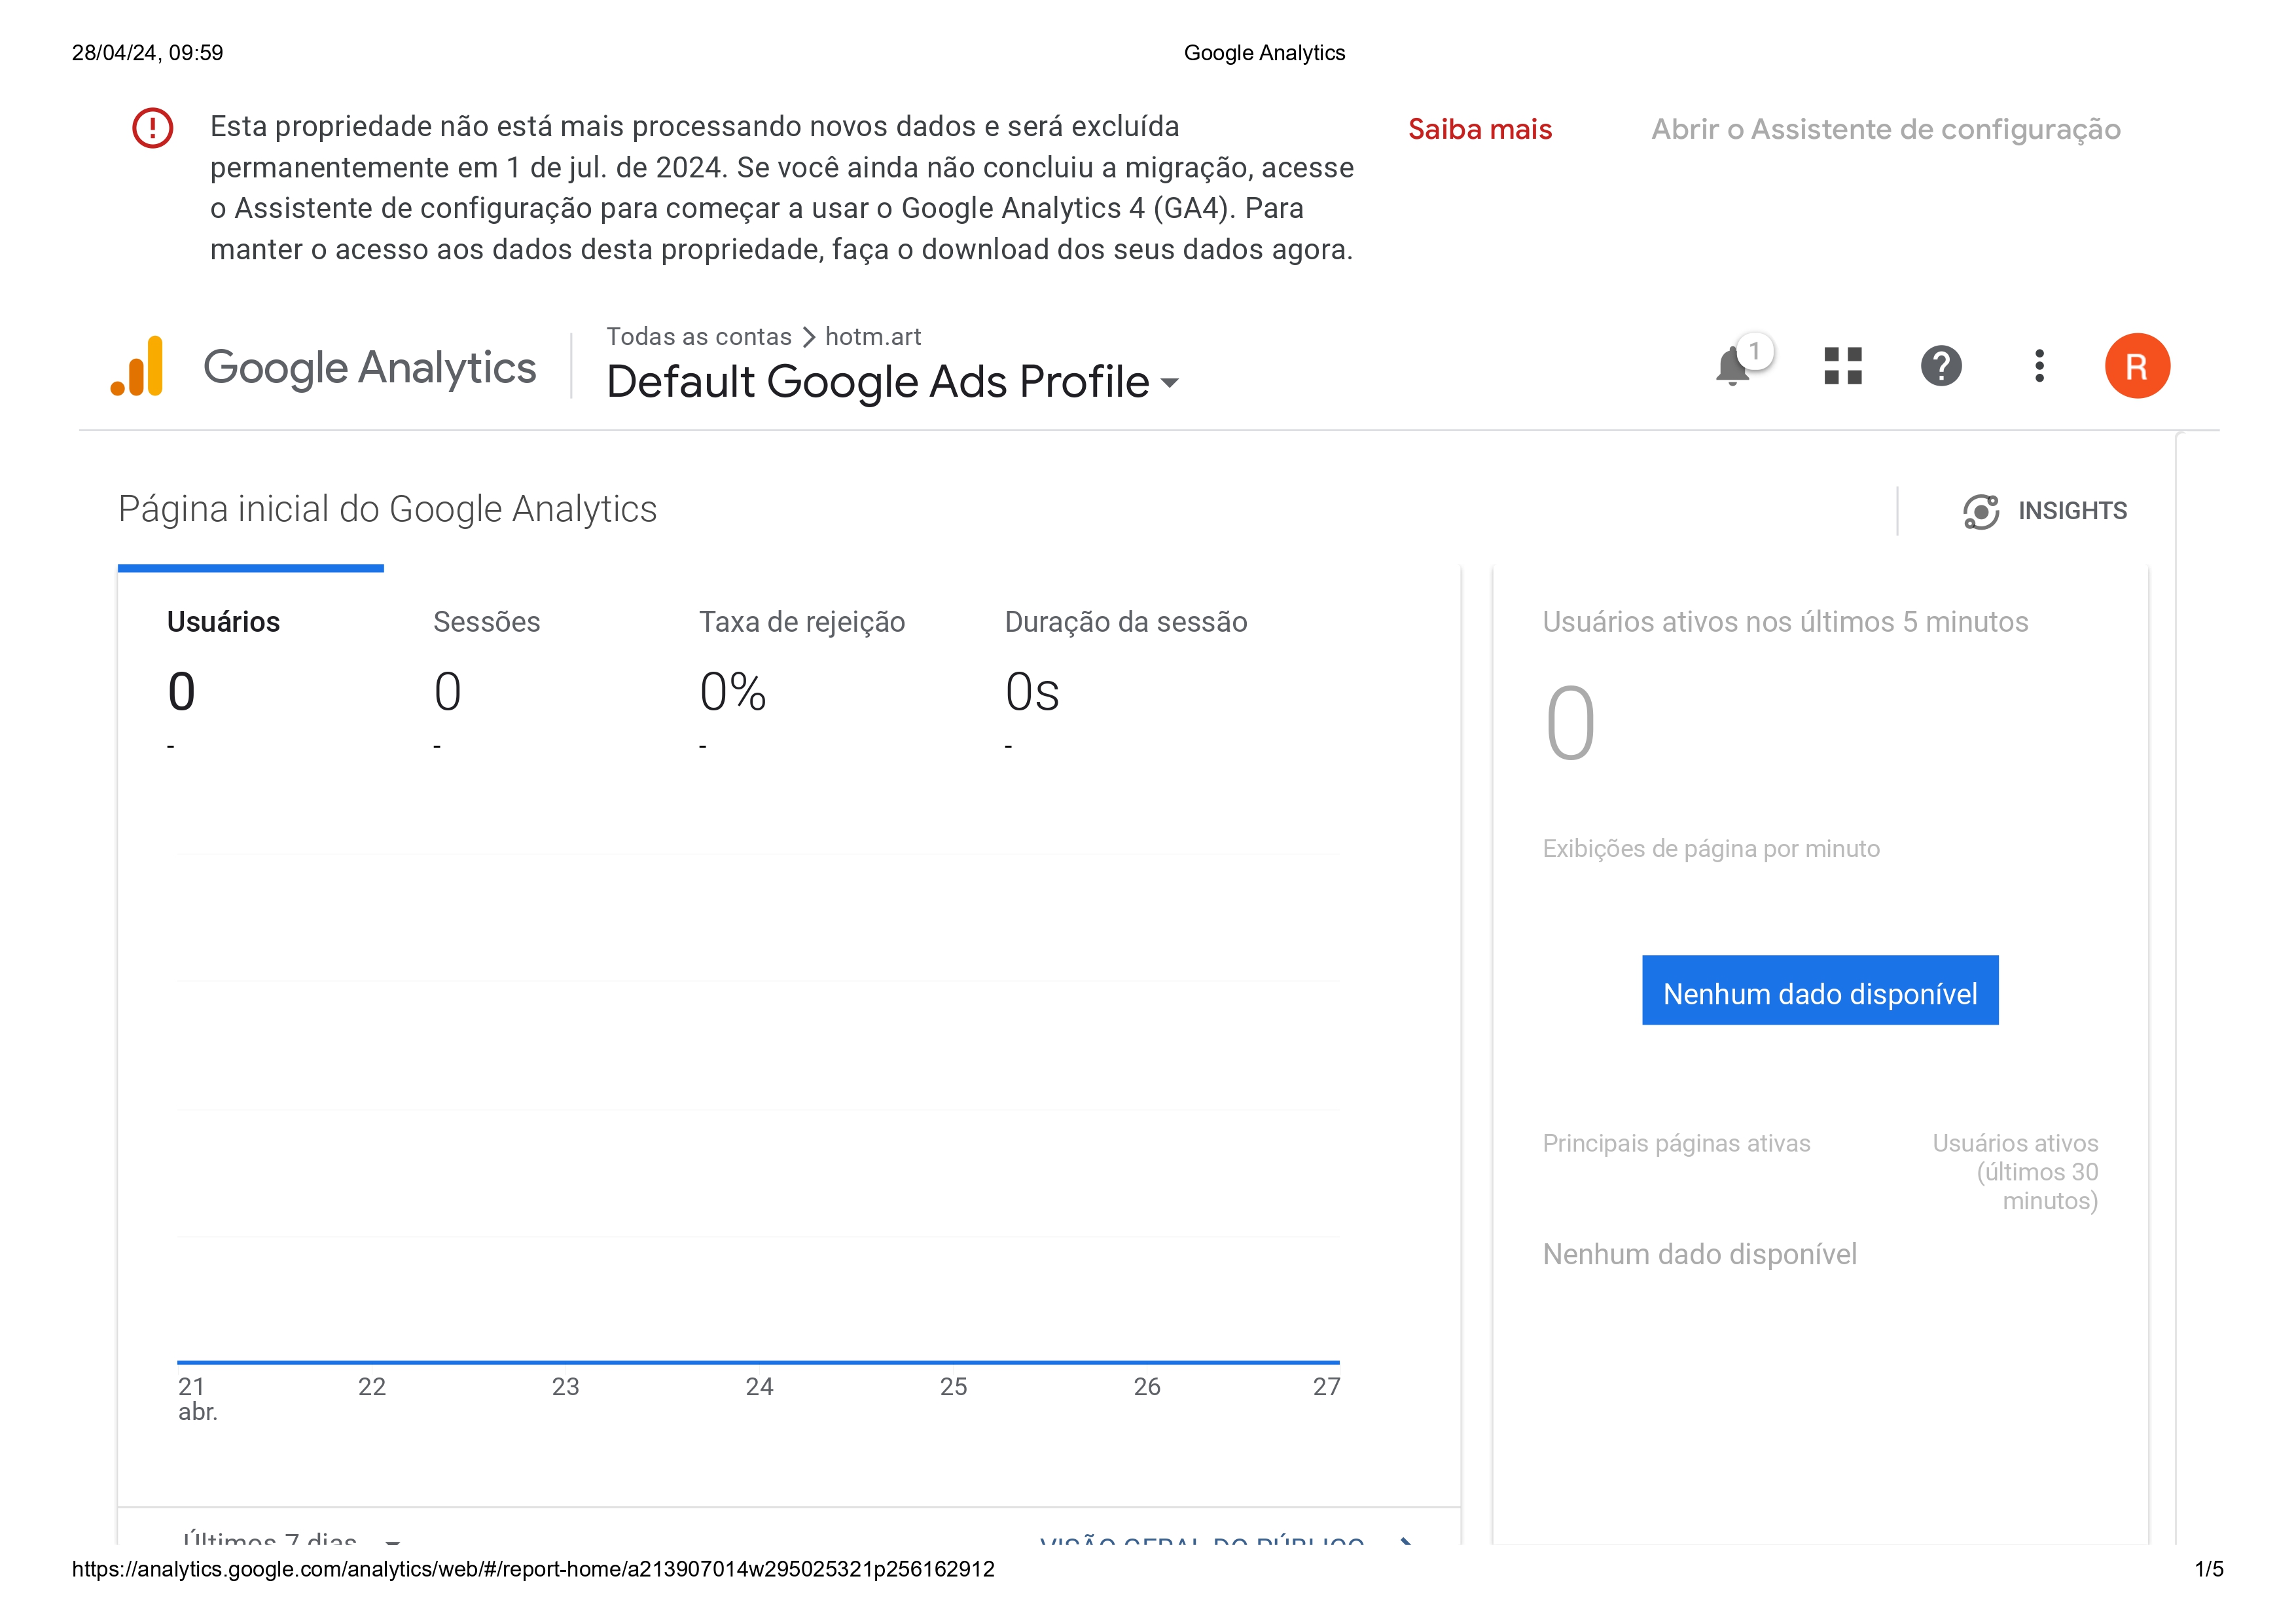 28/04/24, 09:59
Google Analytics
Esta propriedade não está mais processando novos dados e será excluída
permanentemente em 1 de jul. de 2024. Se você ainda não concluiu a migração, acesse
o Assistente de configuração para começar a usar o Google Analytics 4 (GA4). Para
manter o acesso aos dados desta propriedade, faça o download dos seus dados agora.
Saiba mais
Abrir o Assistente de configuração
Google Analytics
Todas as contas > hotm.art
Default Google Ads Profile
1
R
Página inicial do Google Analytics
INSIGHTS
Usuários
0
-
Sessões
0
-
Taxa de rejeição
0%
-
Duração da sessão
0s
-
21 22 23 24 25 26 27
abr.
Últimos 7 dias
VISÃO GERAL DO PÚBLICO
Usuários ativos nos últimos 5 minutos
0
Exibições de página por minuto
Nenhum dado disponível
Principais páginas ativas
Usuários ativos
(últimos 30
minutos)
Nenhum dado disponível
https://analytics.google.com/analytics/web/#/report-home/a213907014w295025321p256162912
1/5